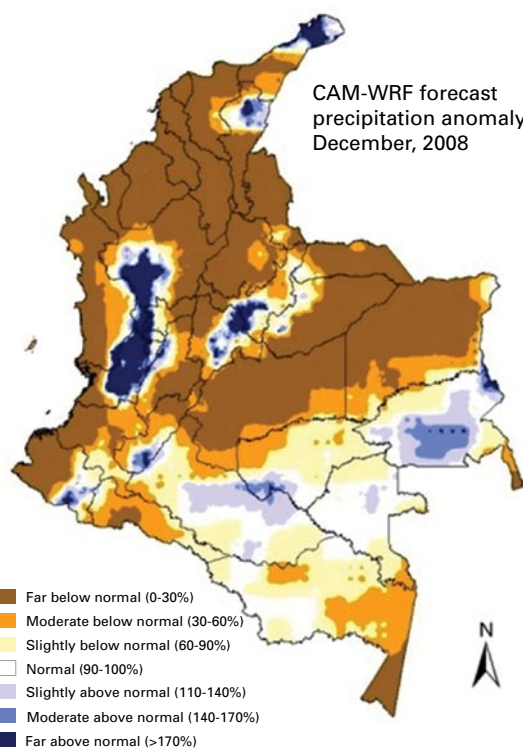 CAM-WRF forecast
precipitation anomaly
December, 2008
N
Far below normal (0-30%)
Moderate below normal (30-60%)
Slightly below normal (60-90%)
Normal (90-100%)
Slightly above normal (110-140%)
Moderate above normal (140-170%)
Far above normal (>170%)